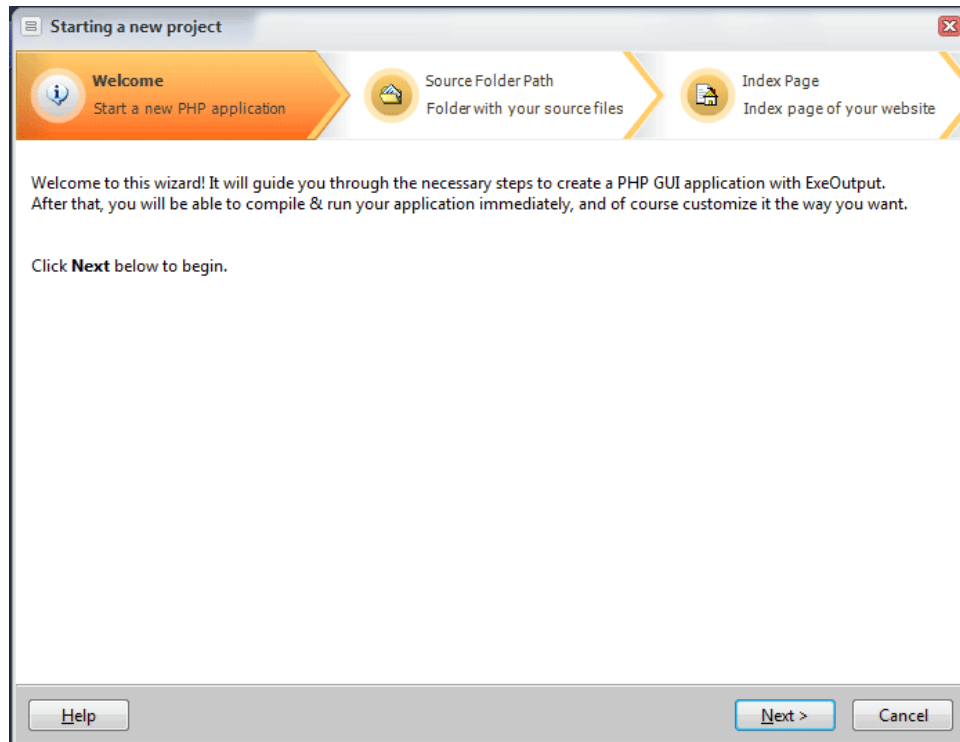 Starting a new project
Welcome
Start a new PHP application
Source Folder Path
Folder with your source files
Index Page
Index page of your website
Welcome to this wizard! It will guide you through the necessary steps to create a PHP GUI application with ExeOutput.
After that, you will be able to compile & run your application immediately, and of course customize it the way you want.
Click Next below to begin.
Help
Next >
Cancel